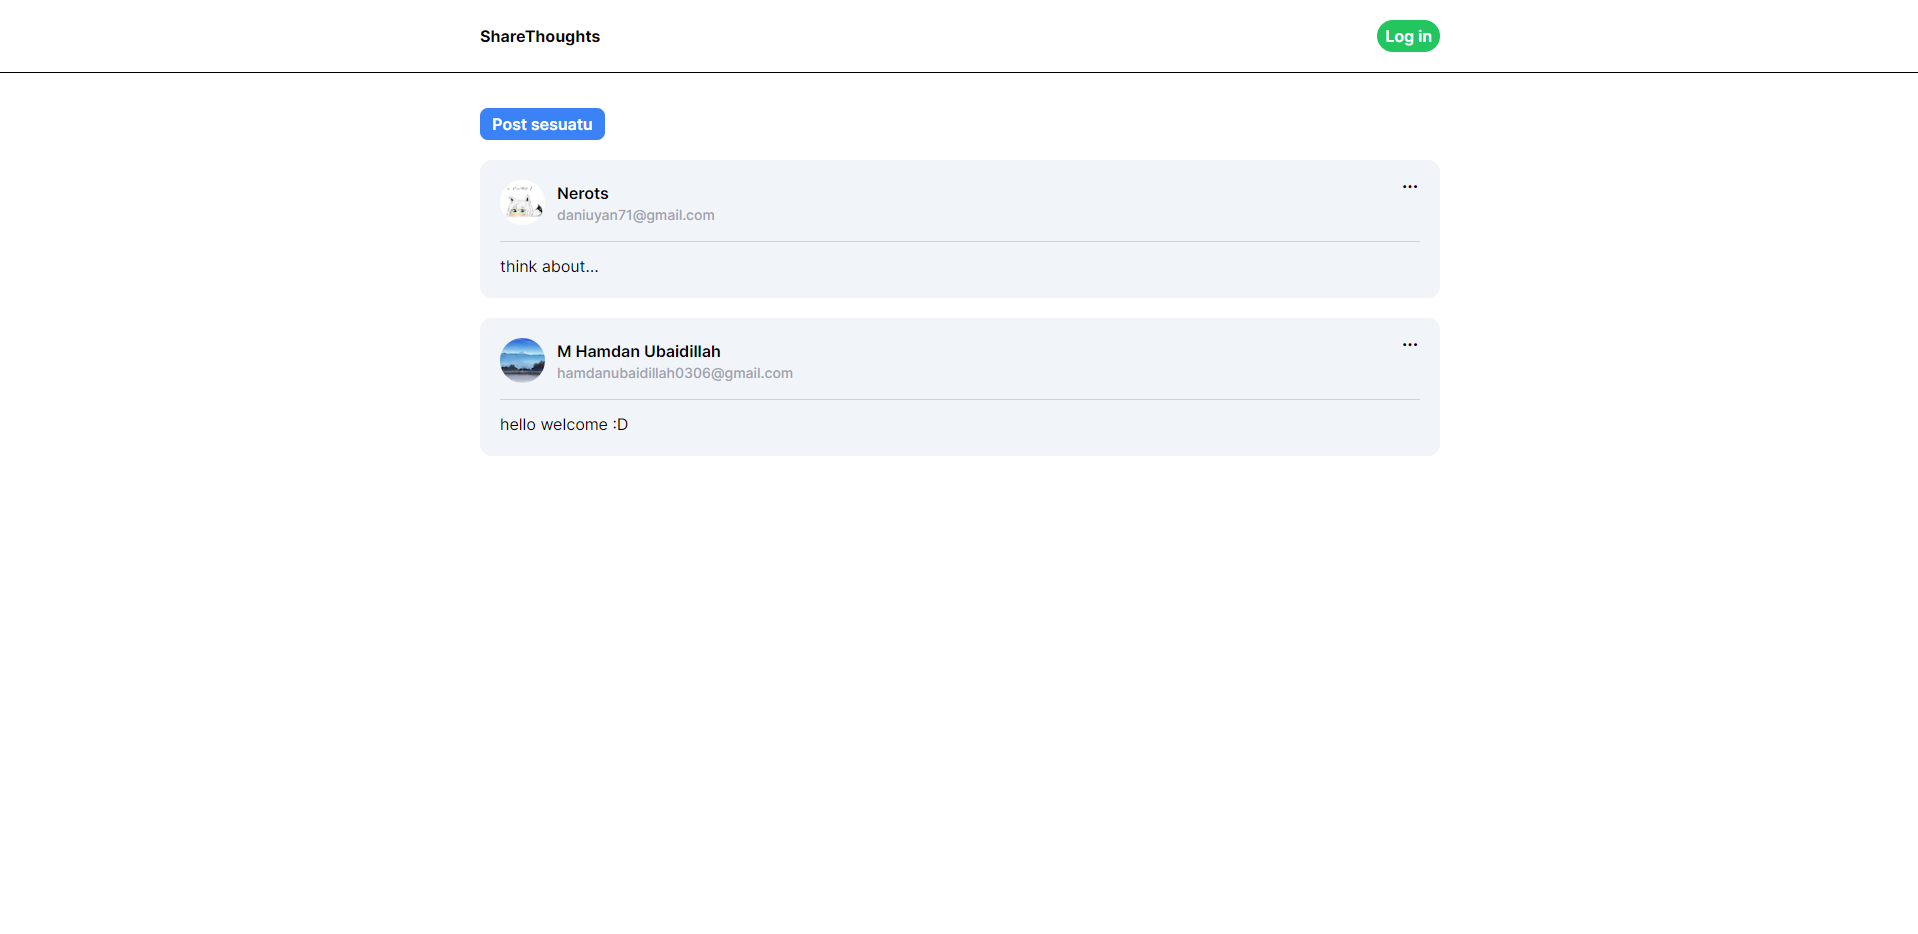 ShareThoughts
Log in
Post sesuatu
Nerots
...
daniuyan71@gmail.com
think about...
M Hamdan Ubaidillah
...
hamdanubaidillah0306@gmail.com
hello welcome :D